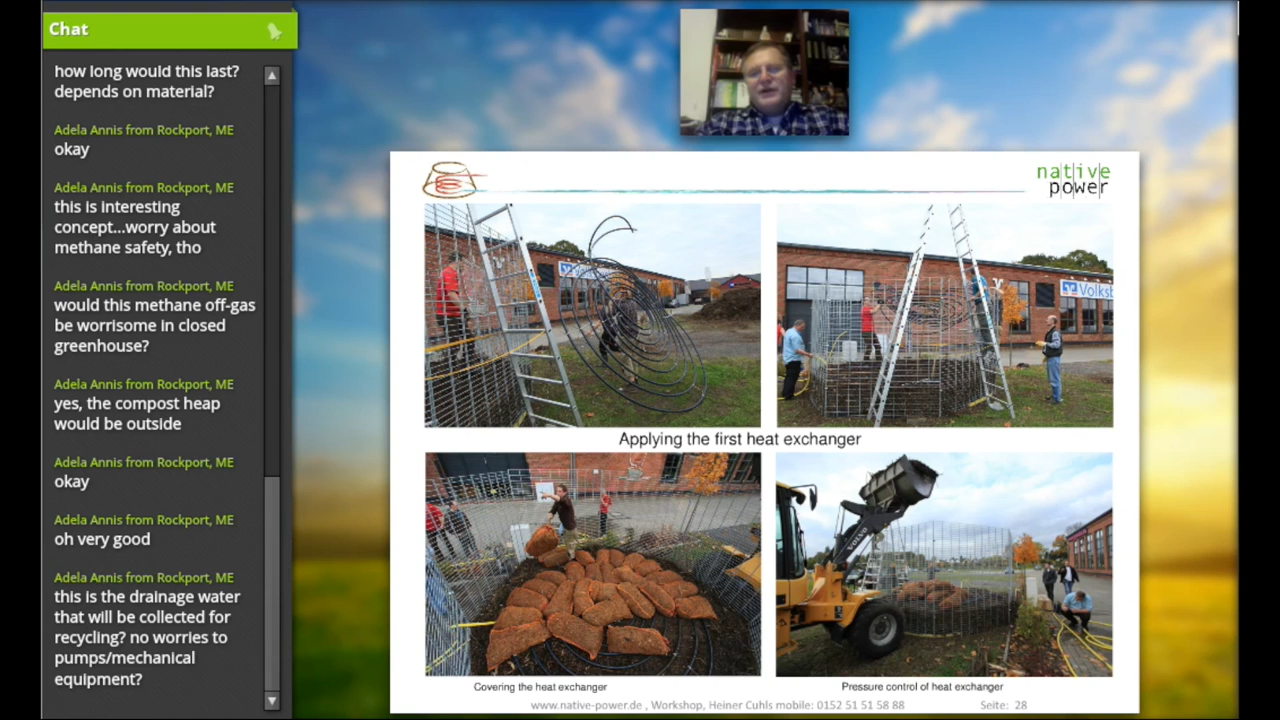 Chat
how long would this last?
depends on material?
Adela Annis from Rockport, ME
okay
Adela Annis from Rockport, ME
this is interesting
concept...worry about
methane safety, tho
Adela Annis from Rockport, ME
would this methane off-gas
be worrisome in closed
greenhouse?
Adela Annis from Rockport, ME
yes, the compost heap
would be outside
Adela Annis from Rockport, ME
okay
Adela Annis from Rockport, ME
oh very good
Adela Annis from Rockport, ME
this is the drainage water
that will be collected for
recycling? no worries to
pumps/mechanical
equipment?
native
power
Volksb
Applying the first heat exchanger
VOLVO
Covering the heat exchanger
Pressure control of heat exchanger
www.native-power.de , Workshop, Heiner Cuhls mobile: 0152 51 51 58 88
Seite: 28